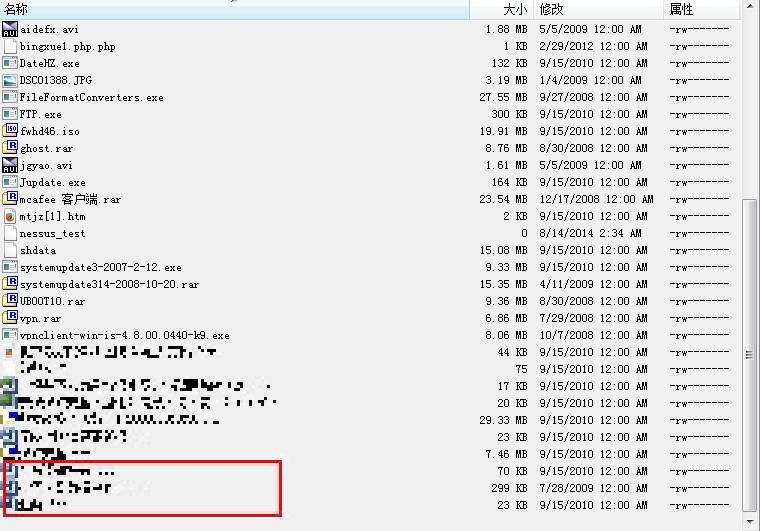 名称 大小 修改 属性
aidefx.avi 1.88 MB 5/5/2009 12:00 AM -rw-------
bingxue1.php.php 1 KB 2/29/2012 12:00 AM -rw-------
DateHZ.exe 132 KB 9/15/2010 12:00 AM -rw-------
DSC01388.JPG 3.19 MB 1/4/2009 12:00 AM -rw-------
FileFormatConverters.exe 27.55 MB 9/27/2008 12:00 AM -rw-------
FTP.exe 300 KB 9/15/2010 12:00 AM -rw-------
fwhd46.iso 19.91 MB 9/15/2010 12:00 AM -rw-------
ghost.rar 8.76 MB 8/30/2008 12:00 AM -rw-------
jgyao.avi 1.61 MB 5/5/2009 12:00 AM -rw-------
Jupdate.exe 164 KB 9/15/2010 12:00 AM -rw-------
mcafee 客户端.rar 23.54 MB 12/17/2008 12:00 AM -rw-------
mtjz[1].htm 2 KB 9/15/2010 12:00 AM -rw-------
nessus_test 0 8/14/2014 2:34 AM -rw-------
shdata 15.08 MB 9/15/2010 12:00 AM -rw-------
systemupdate3-2007-2-12.exe 9.33 MB 9/15/2010 12:00 AM -rw-------
systemupdate314-2008-10-20.rar 15.35 MB 4/11/2009 12:00 AM -rw-------
UBOOT10.rar 9.36 MB 8/30/2008 12:00 AM -rw-------
vpn.rar 6.86 MB 7/29/2008 12:00 AM -rw-------
vpnclient-win-is-4.8.00.0440-k9.exe 8.06 MB 10/7/2008 12:00 AM -rw-------
44 KB 9/15/2010 12:00 AM -rw-------
75 9/15/2010 12:00 AM -rw-------
17 KB 9/15/2010 12:00 AM -rw-------
20 KB 9/15/2010 12:00 AM -rw-------
29.33 MB 9/15/2010 12:00 AM -rw-------
23 KB 9/15/2010 12:00 AM -rw-------
7.46 MB 9/15/2010 12:00 AM -rw-------
70 KB 9/15/2010 12:00 AM -rw-------
299 KB 7/28/2009 12:00 AM -rw-------
23 KB 9/15/2010 12:00 AM -rw-------